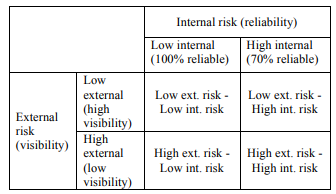 Internal risk (reliability)
Low internal
(100% reliable)
High internal
(70% reliable)
External
risk
(visibility)
Low
external
(high
visibility)
Low ext. risk -
Low int. risk
Low ext. risk -
High int. risk
High
external
(low
visibility)
High ext. risk -
Low int. risk
High ext. risk -
High int. risk